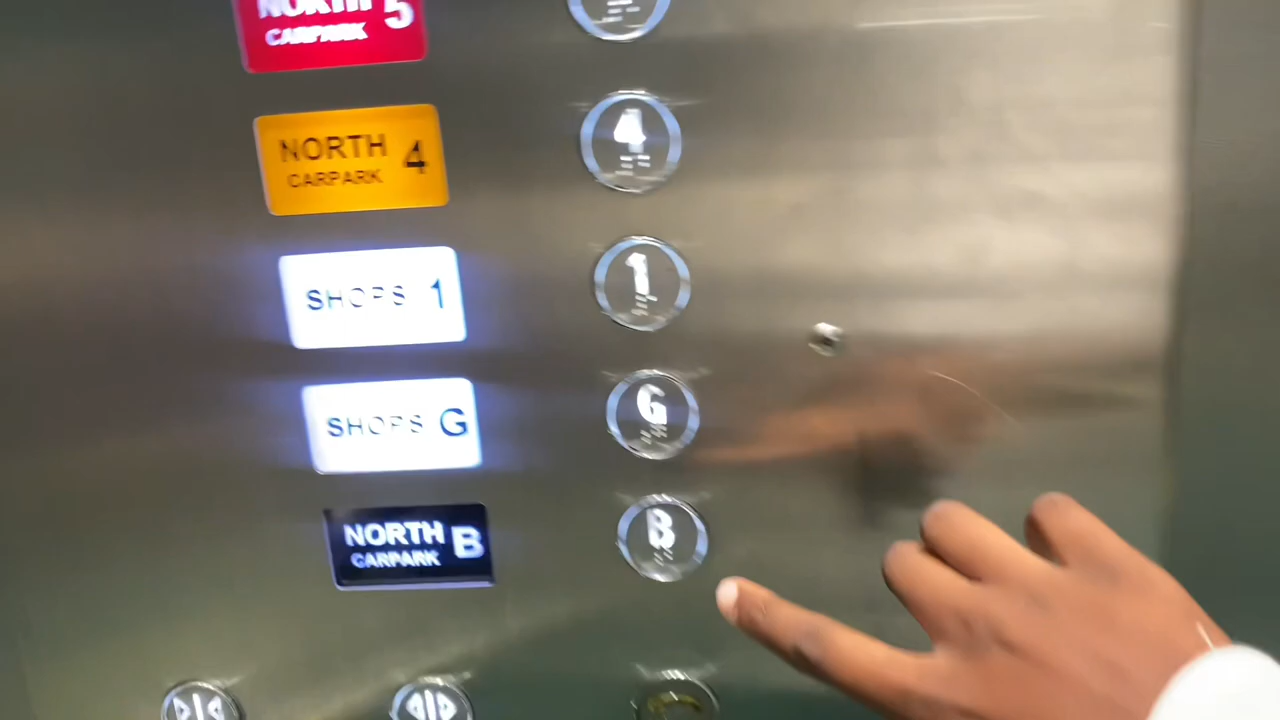 NORTH 5
CARPARK
NORTH 4
CARPARK
4
SHOPS 1
1
SHOPS G
G
NORTH B
CARPARK
B